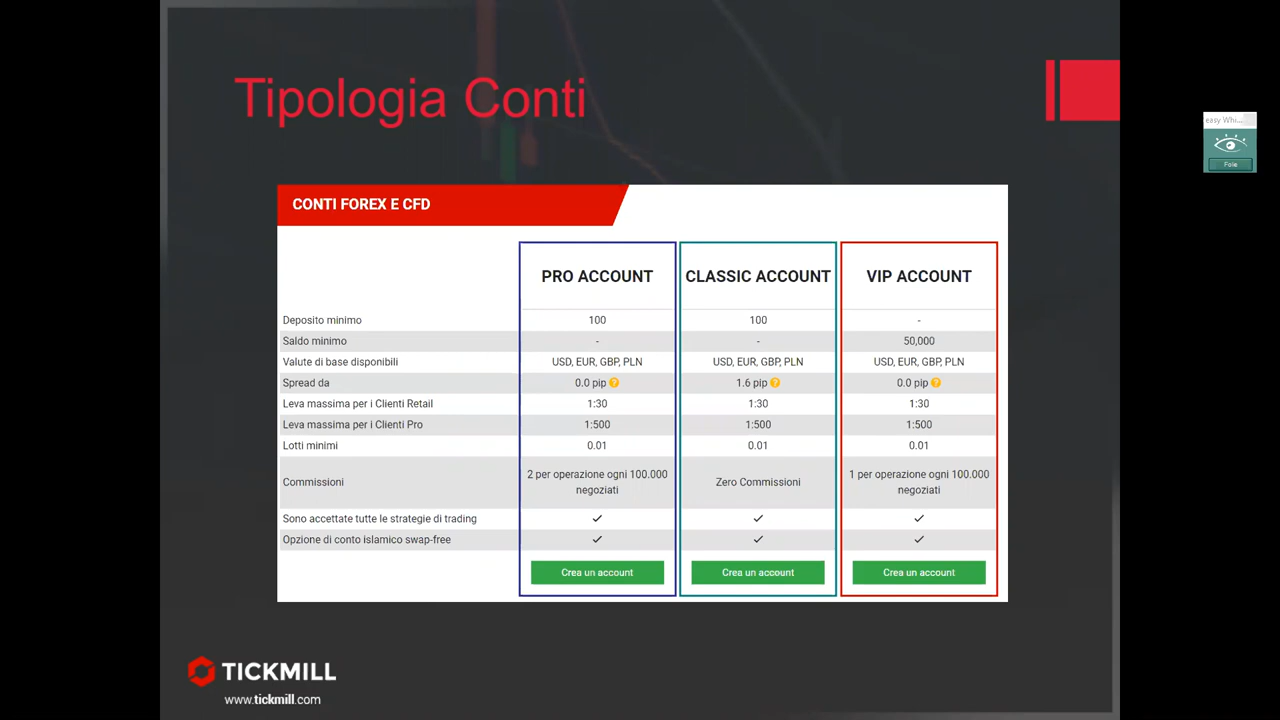 Tipologia Conti
easy Whi...
Fole
CONTI FOREX E CFD
PRO ACCOUNT CLASSIC ACCOUNT VIP ACCOUNT
Deposito minimo 100 100 -
Saldo minimo - - 50,000
Valute di base disponibili USD, EUR, GBP, PLN USD, EUR, GBP, PLN USD, EUR, GBP, PLN
Spread da 0.0 pip ? 1.6 pip ? 0.0 pip ?
Leva massima per i Clienti Retail 1:30 1:30 1:30
Leva massima per i Clienti Pro 1:500 1:500 1:500
Lotti minimi 0.01 0.01 0.01
Commissioni 2 per operazione ogni 100.000 negoziati Zero Commissioni 1 per operazione ogni 100.000 negoziati
Sono accettate tutte le strategie di trading ✓ ✓ ✓
Opzione di conto islamico swap-free ✓ ✓ ✓
Crea un account Crea un account Crea un account
TICKMILL
www.tickmill.com